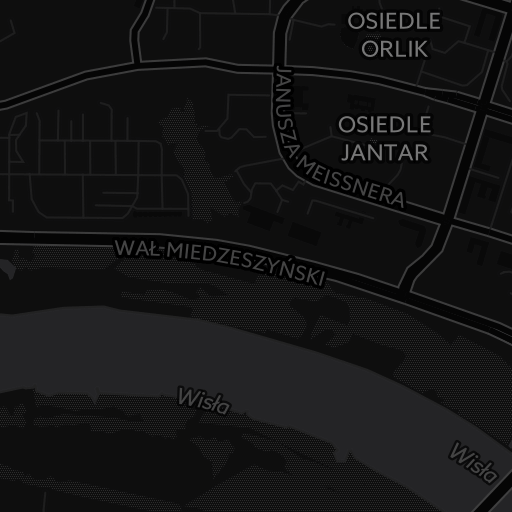 OSIEDLE
ORLIK
OSIEDLE
JANTAR
JANUSZA MEISSNERA
WAŁ MIEDZESZYŃSKI
Wisła
Wisła